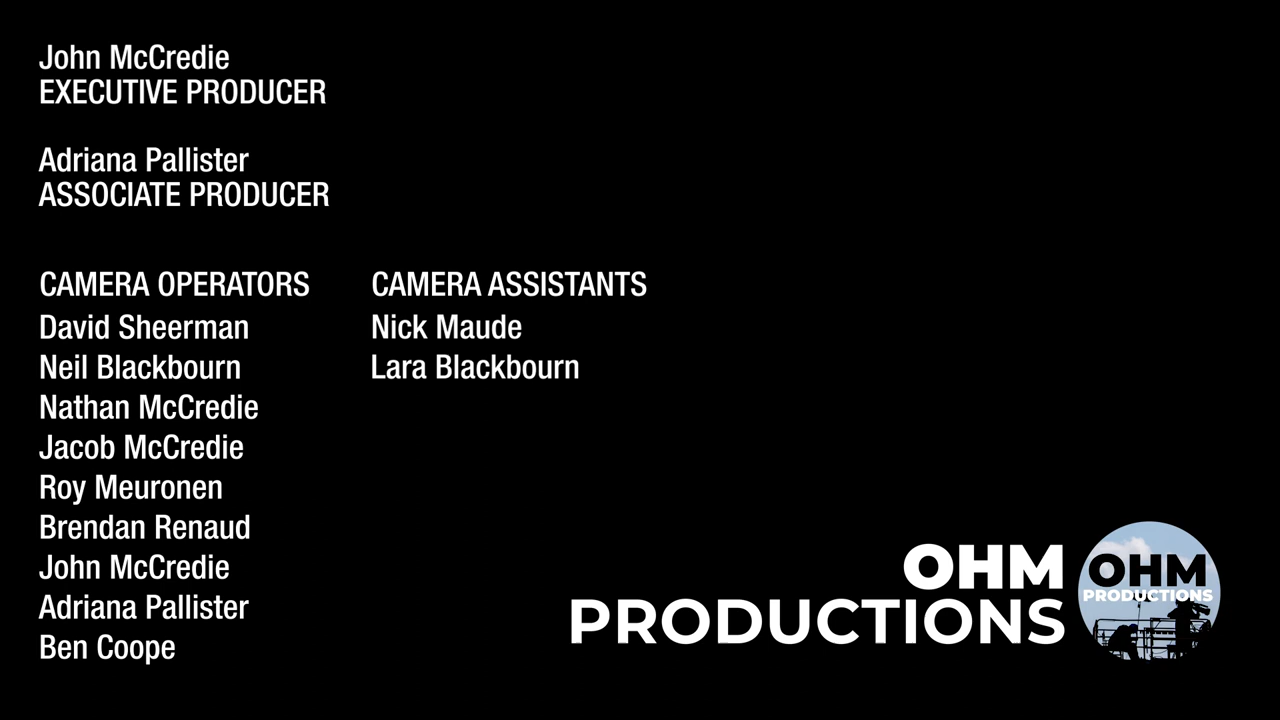 John McCredie
EXECUTIVE PRODUCER
Adriana Pallister
ASSOCIATE PRODUCER
CAMERA OPERATORS
David Sheerman
Neil Blackbourn
Nathan McCredie
Jacob McCredie
Roy Meuronen
Brendan Renaud
John McCredie
Adriana Pallister
Ben Coope
CAMERA ASSISTANTS
Nick Maude
Lara Blackbourn
OHM
PRODUCTIONS
OHM
PRODUCTIONS